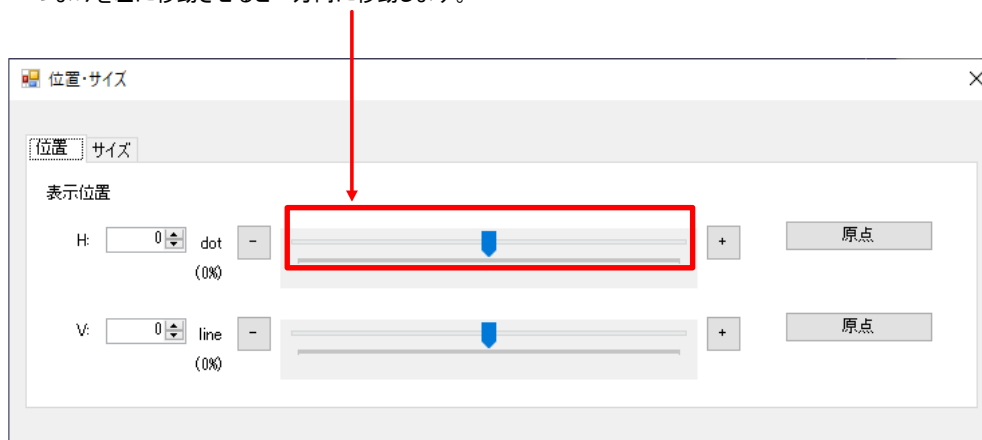 位置・サイズ
位置 サイズ
表示位置
H: 0 dot - + 原点
(0%)
V: 0 line - + 原点
(0%)